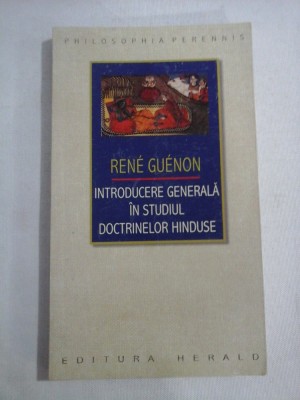 PHILOSOPHIA PERENNIS
RENÉ GUÉNON
INTRODUCERE GENERALĂ
ÎN STUDIUL
DOCTRINELOR HINDUSE
EDITURA HERALD